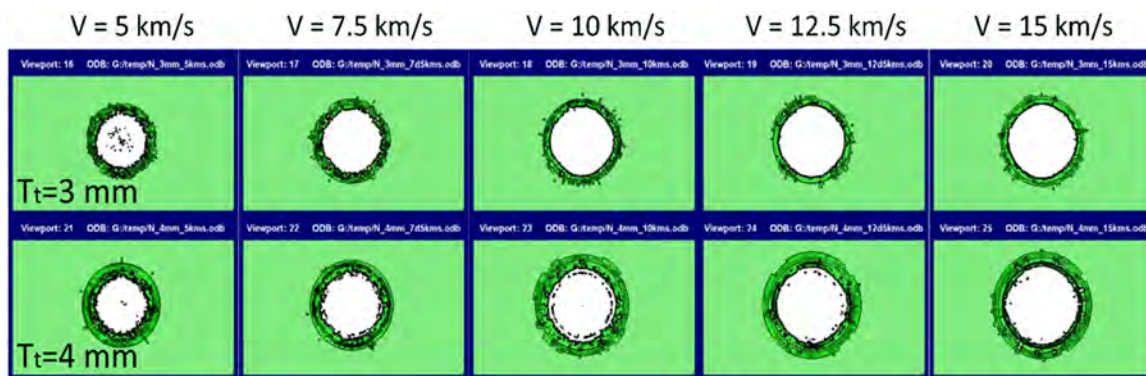 V = 5 km/s V = 7.5 km/s V = 10 km/s V = 12.5 km/s V = 15 km/s
Viewport: 16 ODB: G:/temp/N_3mm_5kms.odb Viewport: 17 ODB: G:/temp/N_3mm_7d5kms.odb Viewport: 18 ODB: G:/temp/N_3mm_10kms.odb Viewport: 19 ODB: G:/temp/N_3mm_12d5kms.odb Viewport: 20 ODB: G:/temp/N_3mm_15kms.odb
Tt=3 mm
Viewport: 21 ODB: G:/temp/N_4mm_5kms.odb Viewport: 22 ODB: G:/temp/N_4mm_7d5kms.odb Viewport: 23 ODB: G:/temp/N_4mm_10kms.odb Viewport: 24 ODB: G:/temp/N_4mm_12d5kms.odb Viewport: 25 ODB: G:/temp/N_4mm_15kms.odb
Tt=4 mm